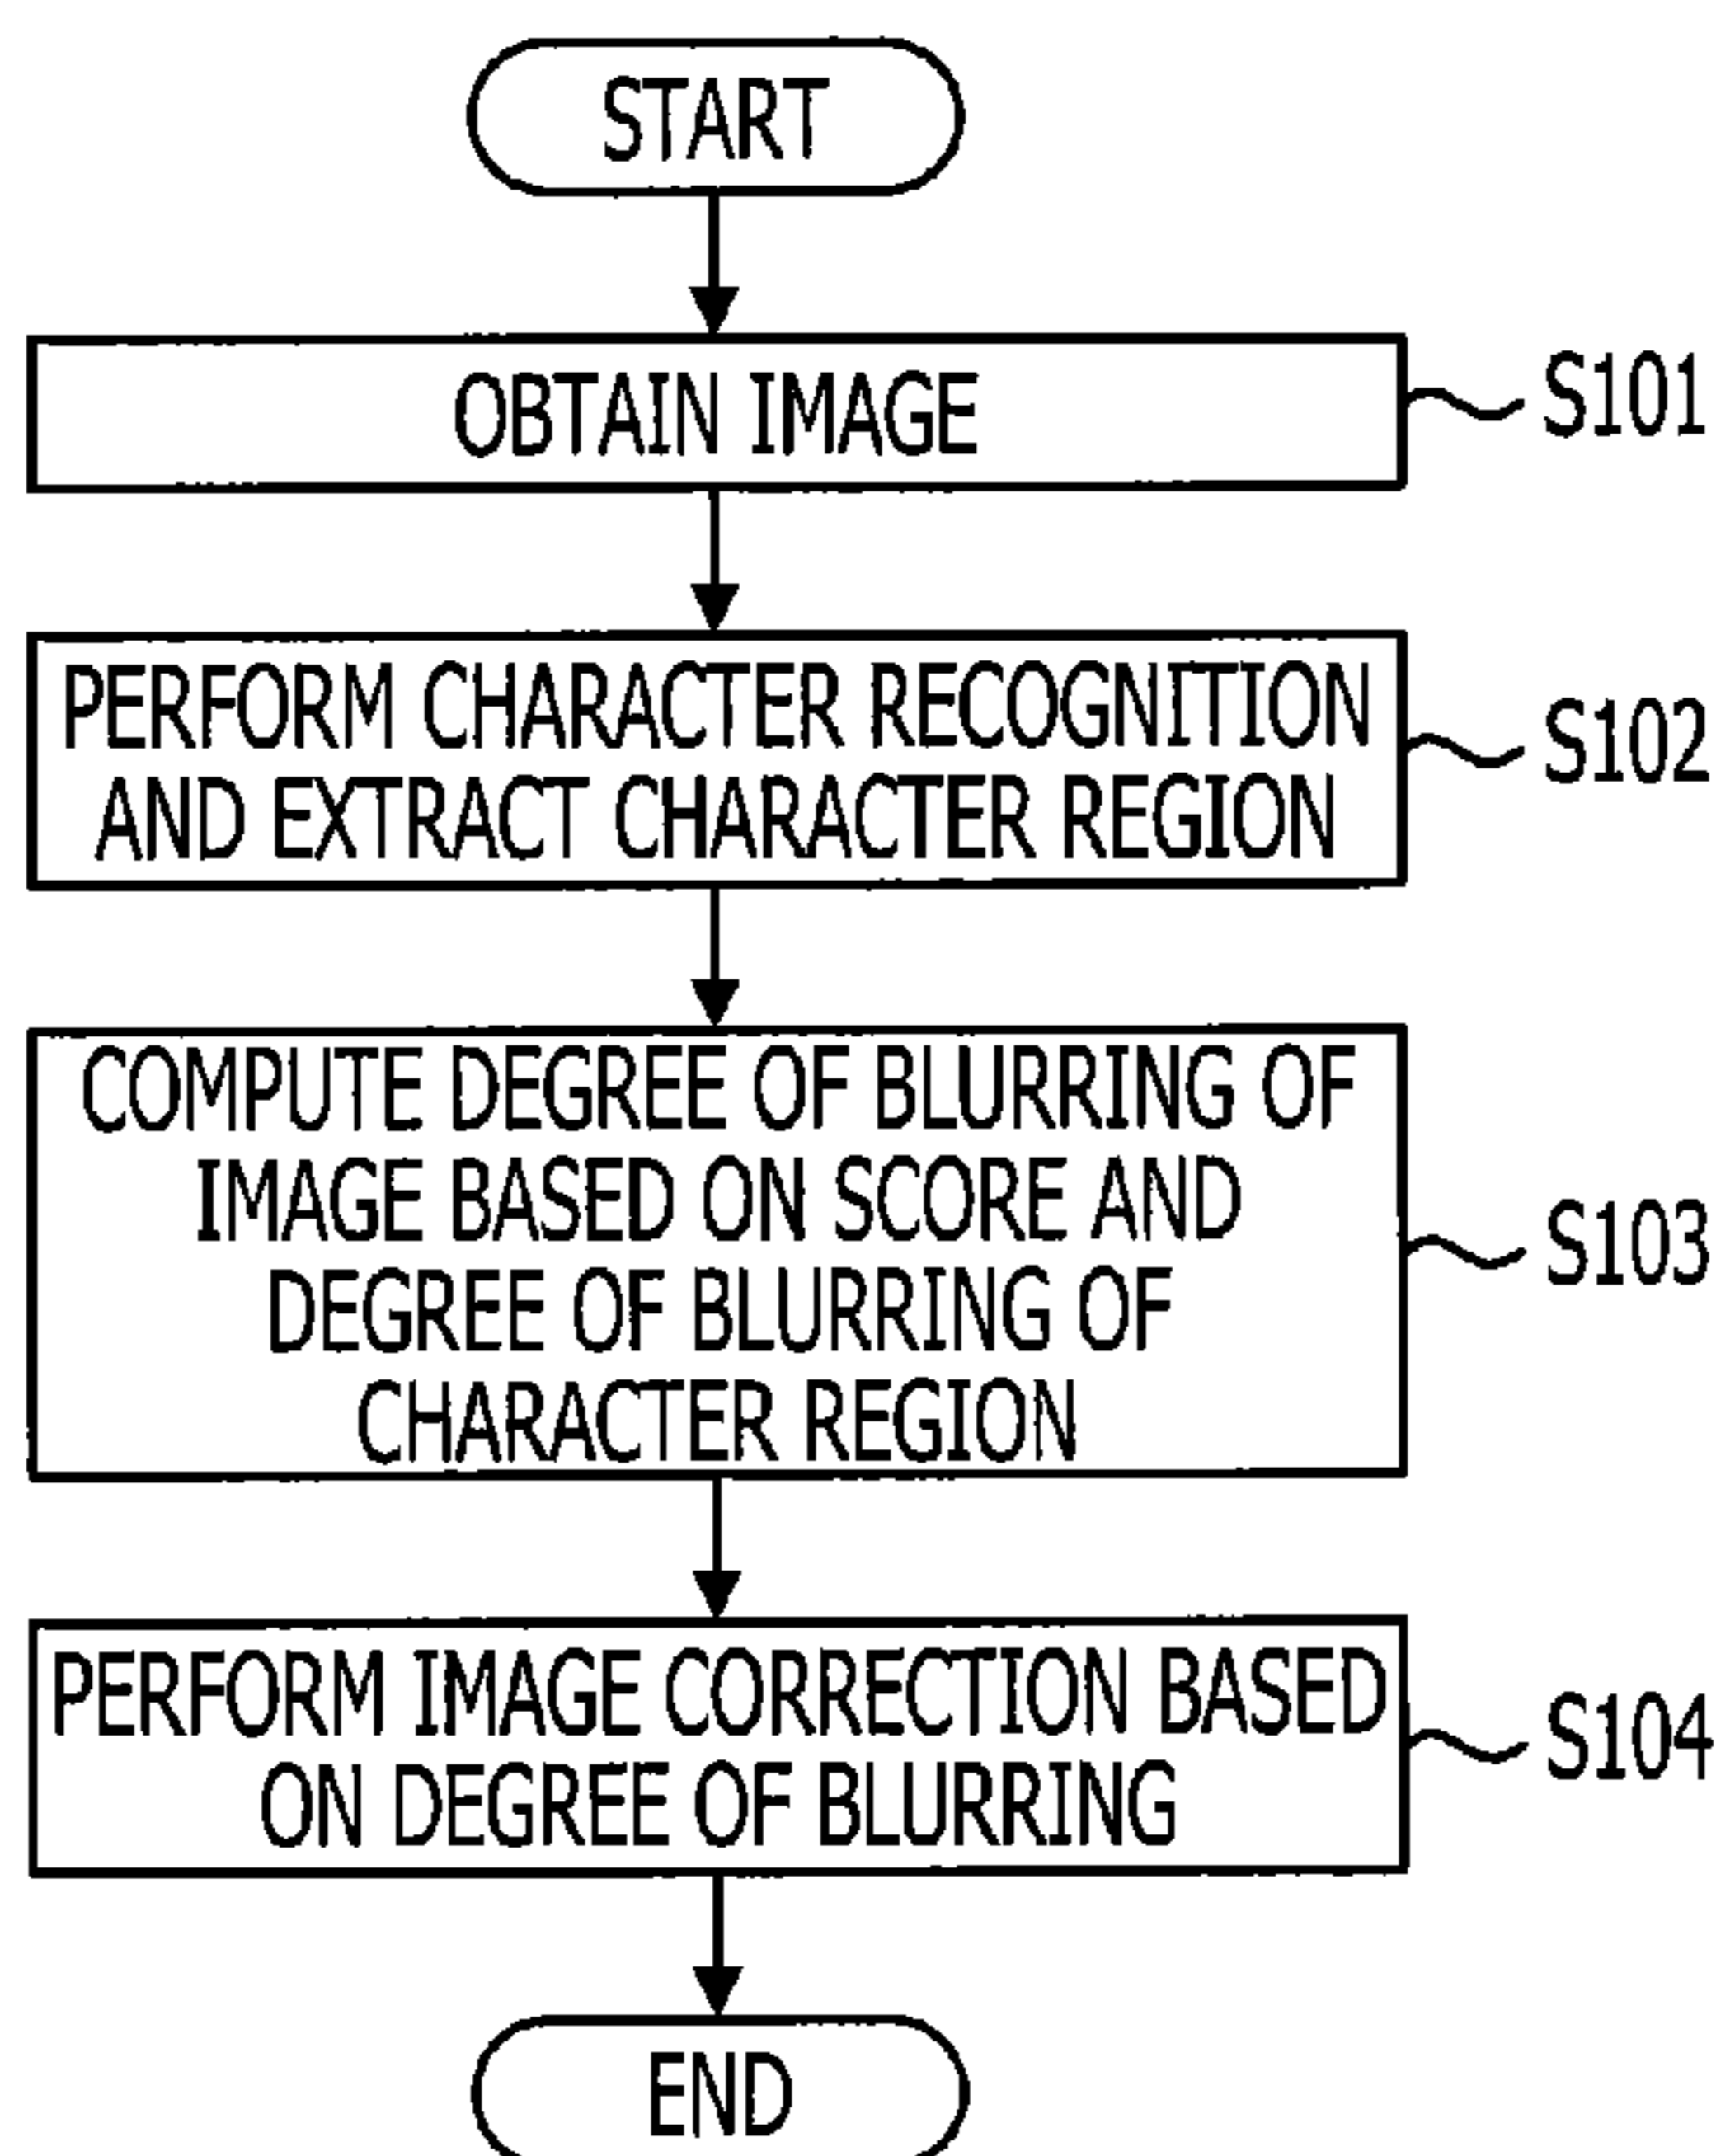 START
OBTAIN IMAGE
S101
PERFORM CHARACTER RECOGNITION
AND EXTRACT CHARACTER REGION
S102
COMPUTE DEGREE OF BLURRING OF
IMAGE BASED ON SCORE AND
DEGREE OF BLURRING OF
CHARACTER REGION
S103
PERFORM IMAGE CORRECTION BASED
ON DEGREE OF BLURRING
S104
END